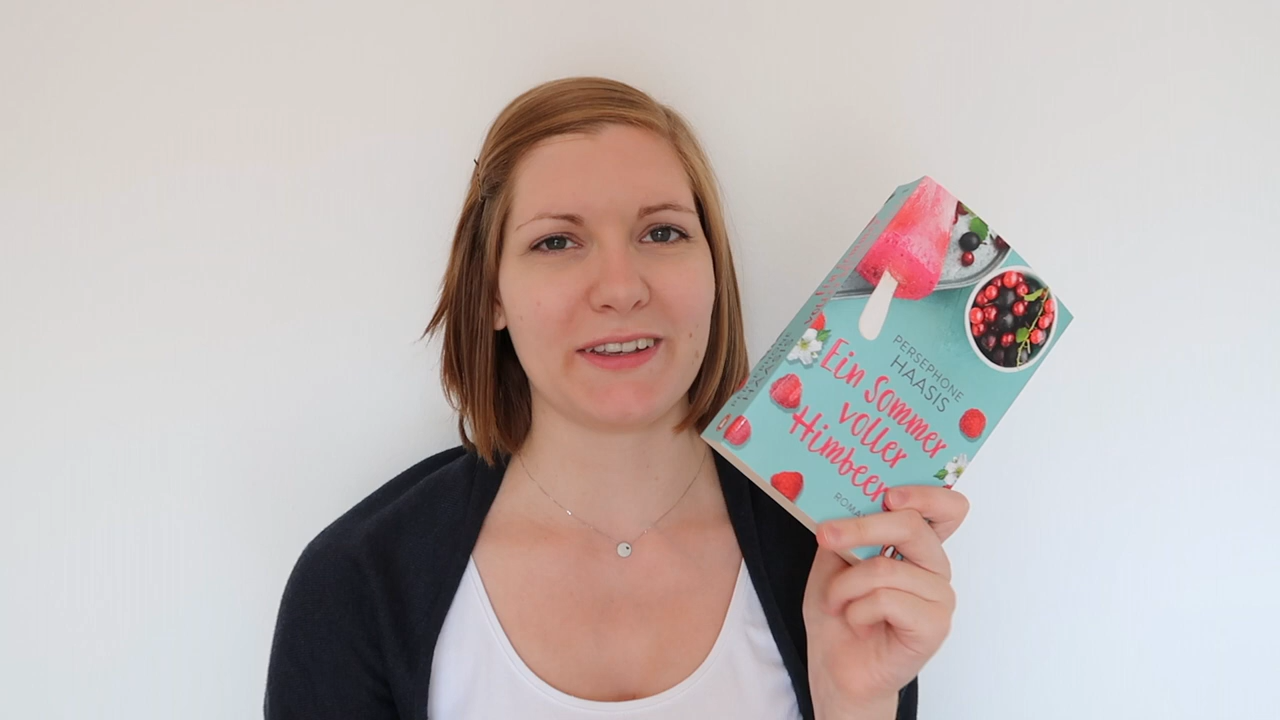 PERSEPHONE
HAASIS
Ein Sommer
voller
Himbeer
ROMA